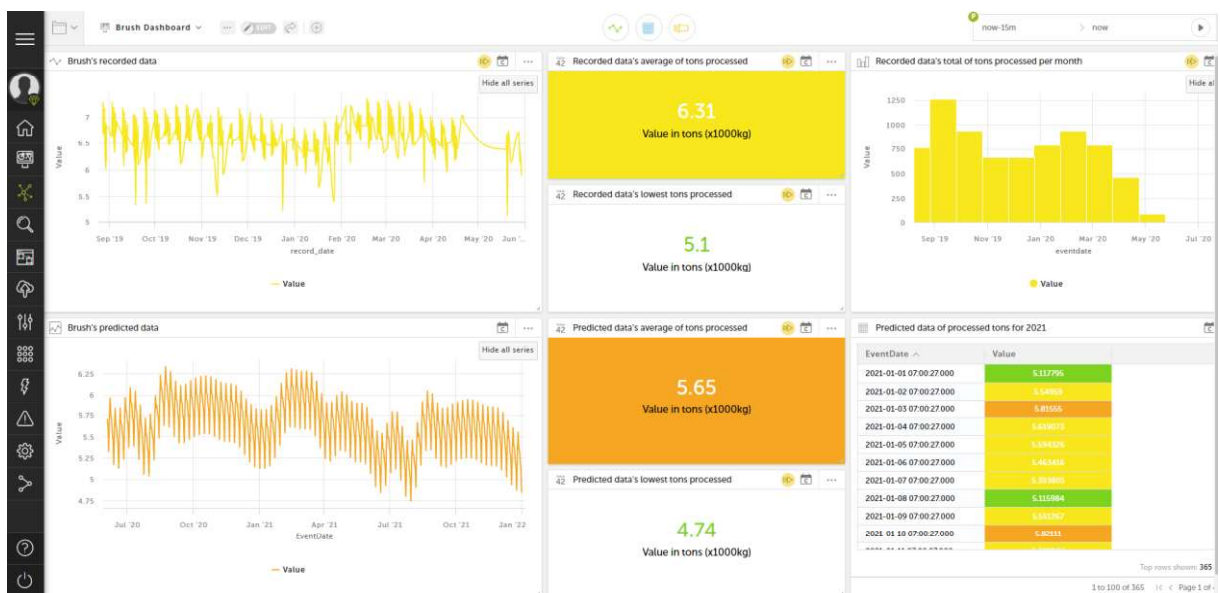 Brush Dashboard
EDIT
now-15m > now
Brush's recorded data
Hide all series
7
6.5
6
5.5
5
Value
Sep '19 Oct '19 Nov '19 Dec '19 Jan '20 Feb '20 Mar '20 Apr '20 May '20 Jun '...
record_date
Value
42 Recorded data's average of tons processed
6.31
Value in tons (x1000kg)
42 Recorded data's lowest tons processed
5.1
Value in tons (x1000kg)
Recorded data's total of tons processed per month
Hide al
1250
1000
750
500
250
0
Value
Sep '19 Nov '19 Jan '20 Mar '20 May '20 Jul '20
eventdate
Value
Brush's predicted data
Hide all series
6.25
6
5.75
5.5
5.25
5
4.75
Value
Jul '20 Oct '20 Jan '21 Apr '21 Jul '21 Oct '21 Jan '22
EventDate
Value
42 Predicted data's average of tons processed
5.65
Value in tons (x1000kg)
42 Predicted data's lowest tons processed
4.74
Value in tons (x1000kg)
Predicted data of processed tons for 2021
EventDate Value
2021-01-01 07:00:27.000 5.117795
2021-01-02 07:00:27.000
2021-01-03 07:00:27.000 5.81555
2021-01-04 07:00:27.000
2021-01-05 07:00:27.000
2021-01-06 07:00:27.000
2021-01-07 07:00:27.000
2021-01-08 07:00:27.000 5.115984
2021-01-09 07:00:27.000
2021-01-10 07:00:27.000 5.82111
Top rows shown: 365
1 to 100 of 365 Page 1 of